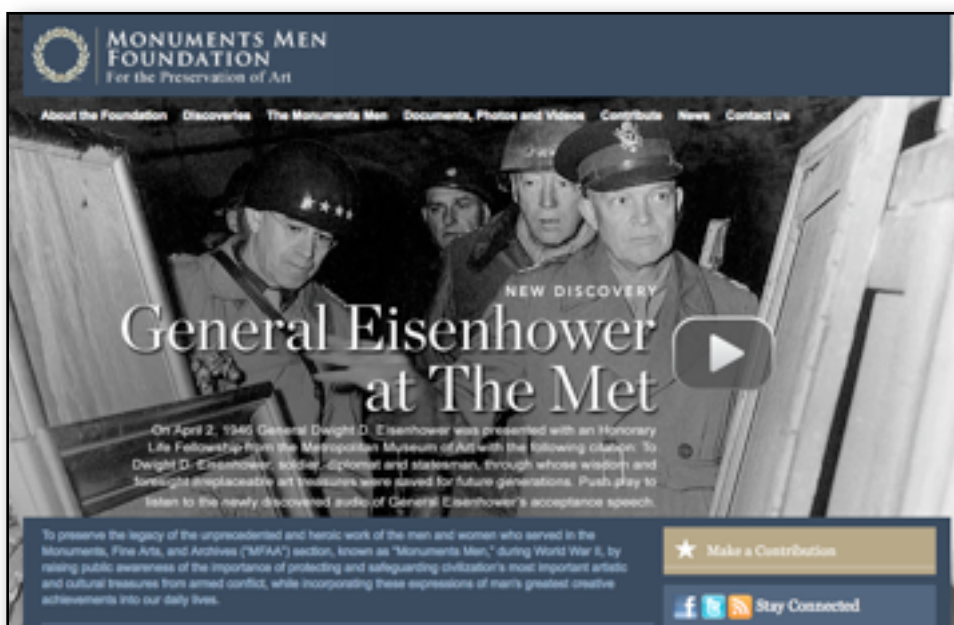 MONUMENTS MEN
FOUNDATION
For the Preservation of Art
About the Foundation Discoveries The Monuments Men Documents, Photos and Videos Contribute News Contact Us
NEW DISCOVERY
General Eisenhower
at The Met
On April 2, 1946 General Dwight D. Eisenhower was presented with an Honorary
Life Fellowship from the Metropolitan Museum of Art with the following citation: To
Dwight D. Eisenhower, soldier, diplomat and statesman, through whose wisdom and
foresight irreplaceable art treasures were saved for future generations. Push play to
listen to the newly discovered audio of General Eisenhower's acceptance speech.
To preserve the legacy of the unprecedented and heroic work of the men and women who served in the
Monuments, Fine Arts, and Archives ("MFAA") section, known as "Monuments Men," during World War II, by
raising public awareness of the importance of protecting and safeguarding civilization's most important artistic
and cultural treasures from armed conflict, while incorporating these expressions of man's greatest creative
achievements into our daily lives.
Make a Contribution
Stay Connected